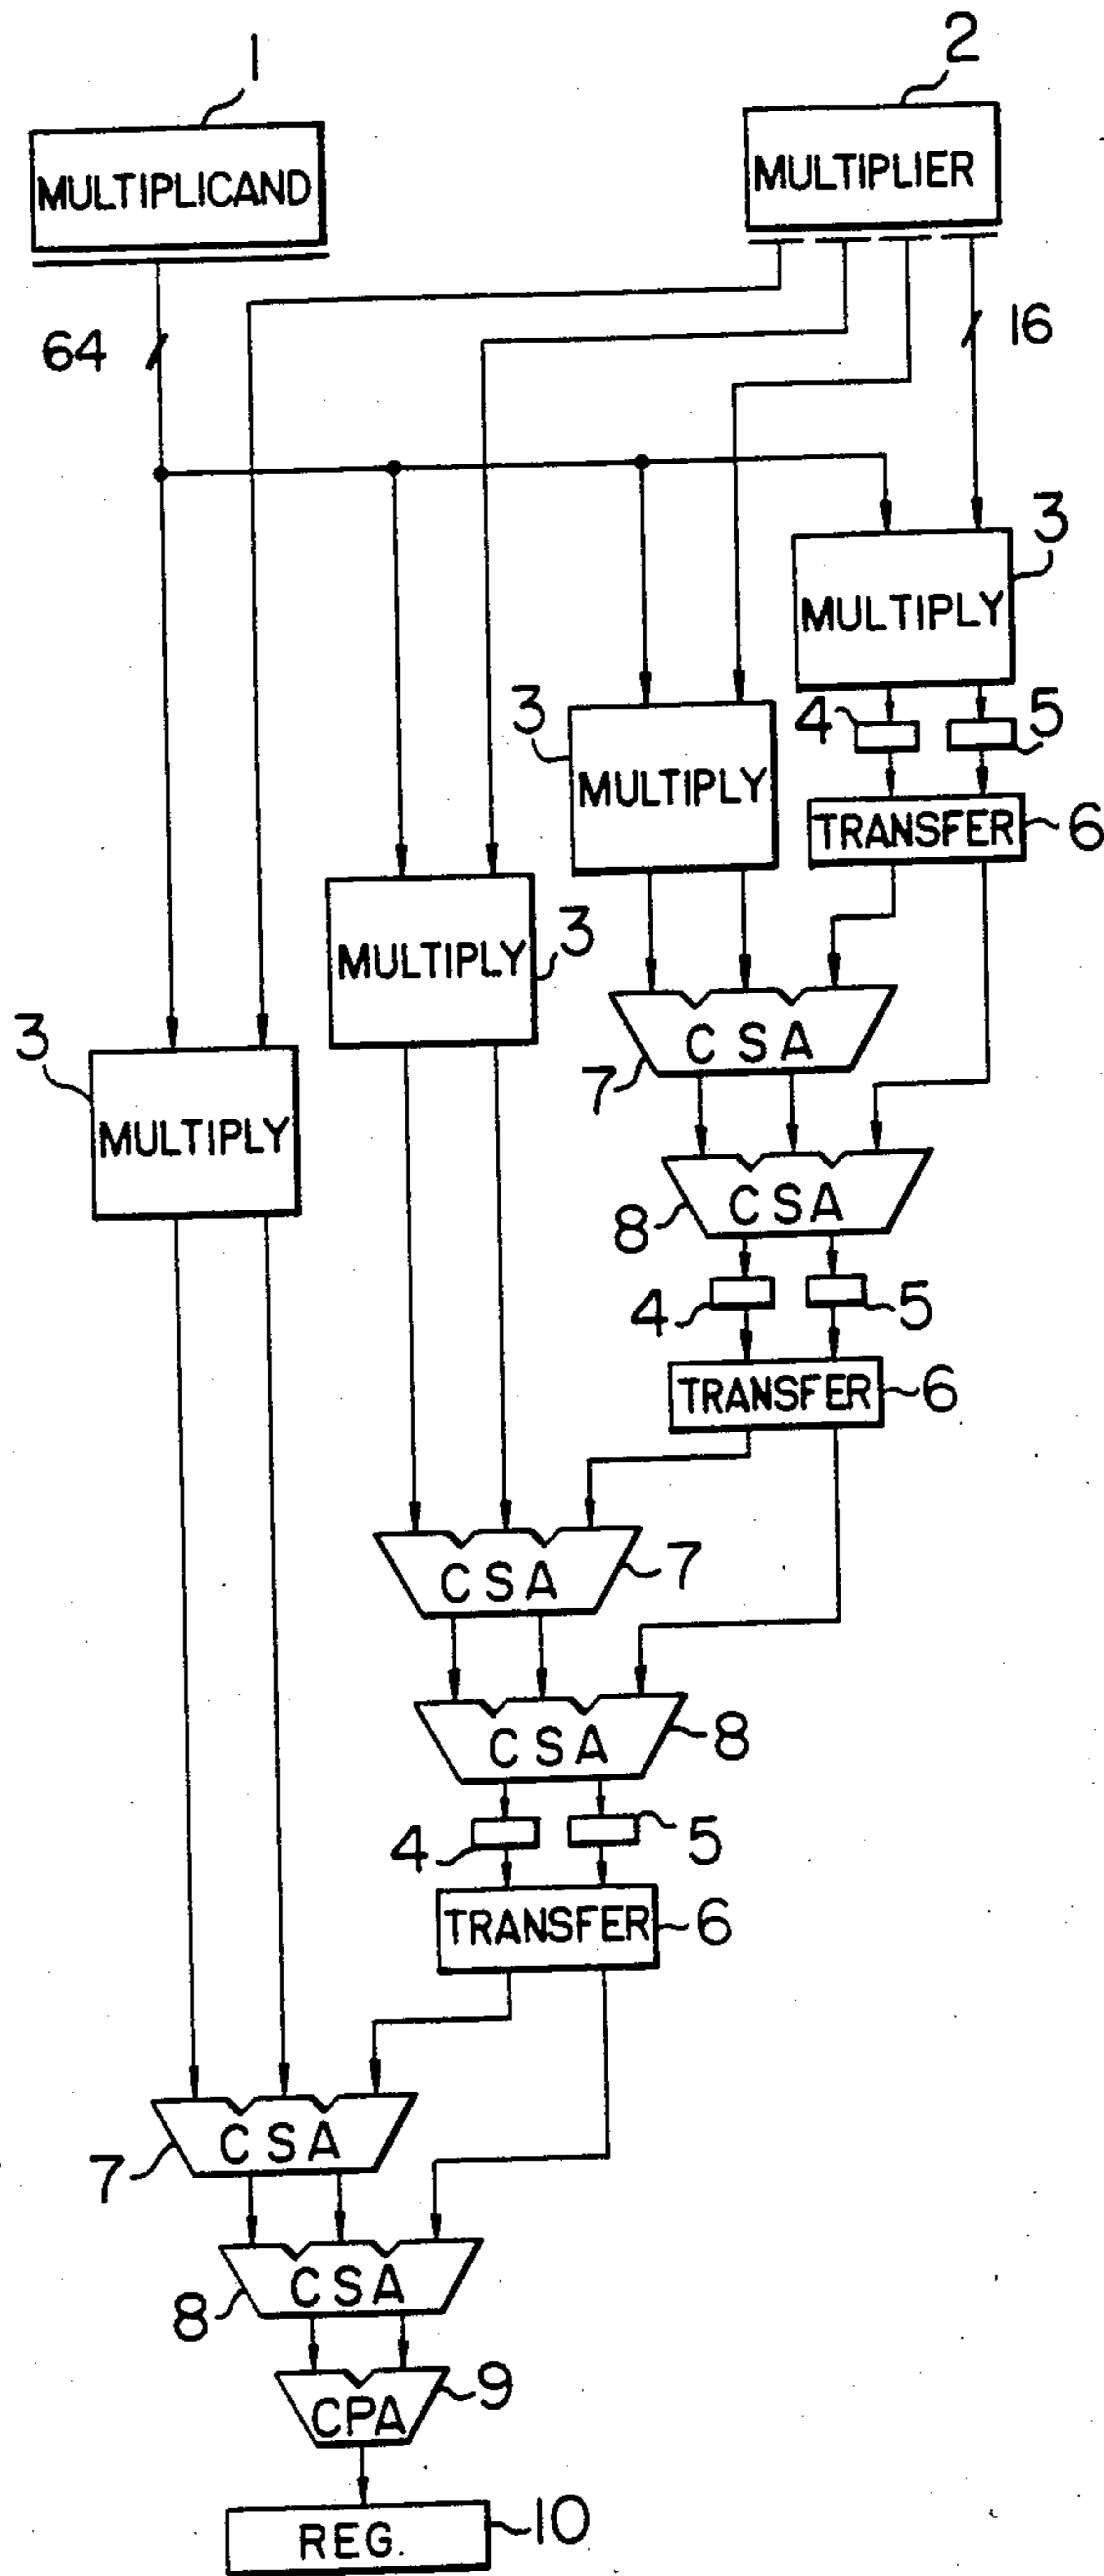 1
2
MULTIPLICAND
MULTIPLIER
64
16
3
MULTIPLY
3
4
5
MULTIPLY
TRANSFER
6
3
MULTIPLY
3
CSA
7
MULTIPLY
CSA
8
4
5
TRANSFER
6
CSA
7
CSA
8
4
5
TRANSFER
6
CSA
7
CSA
8
CPA
9
REG.
10